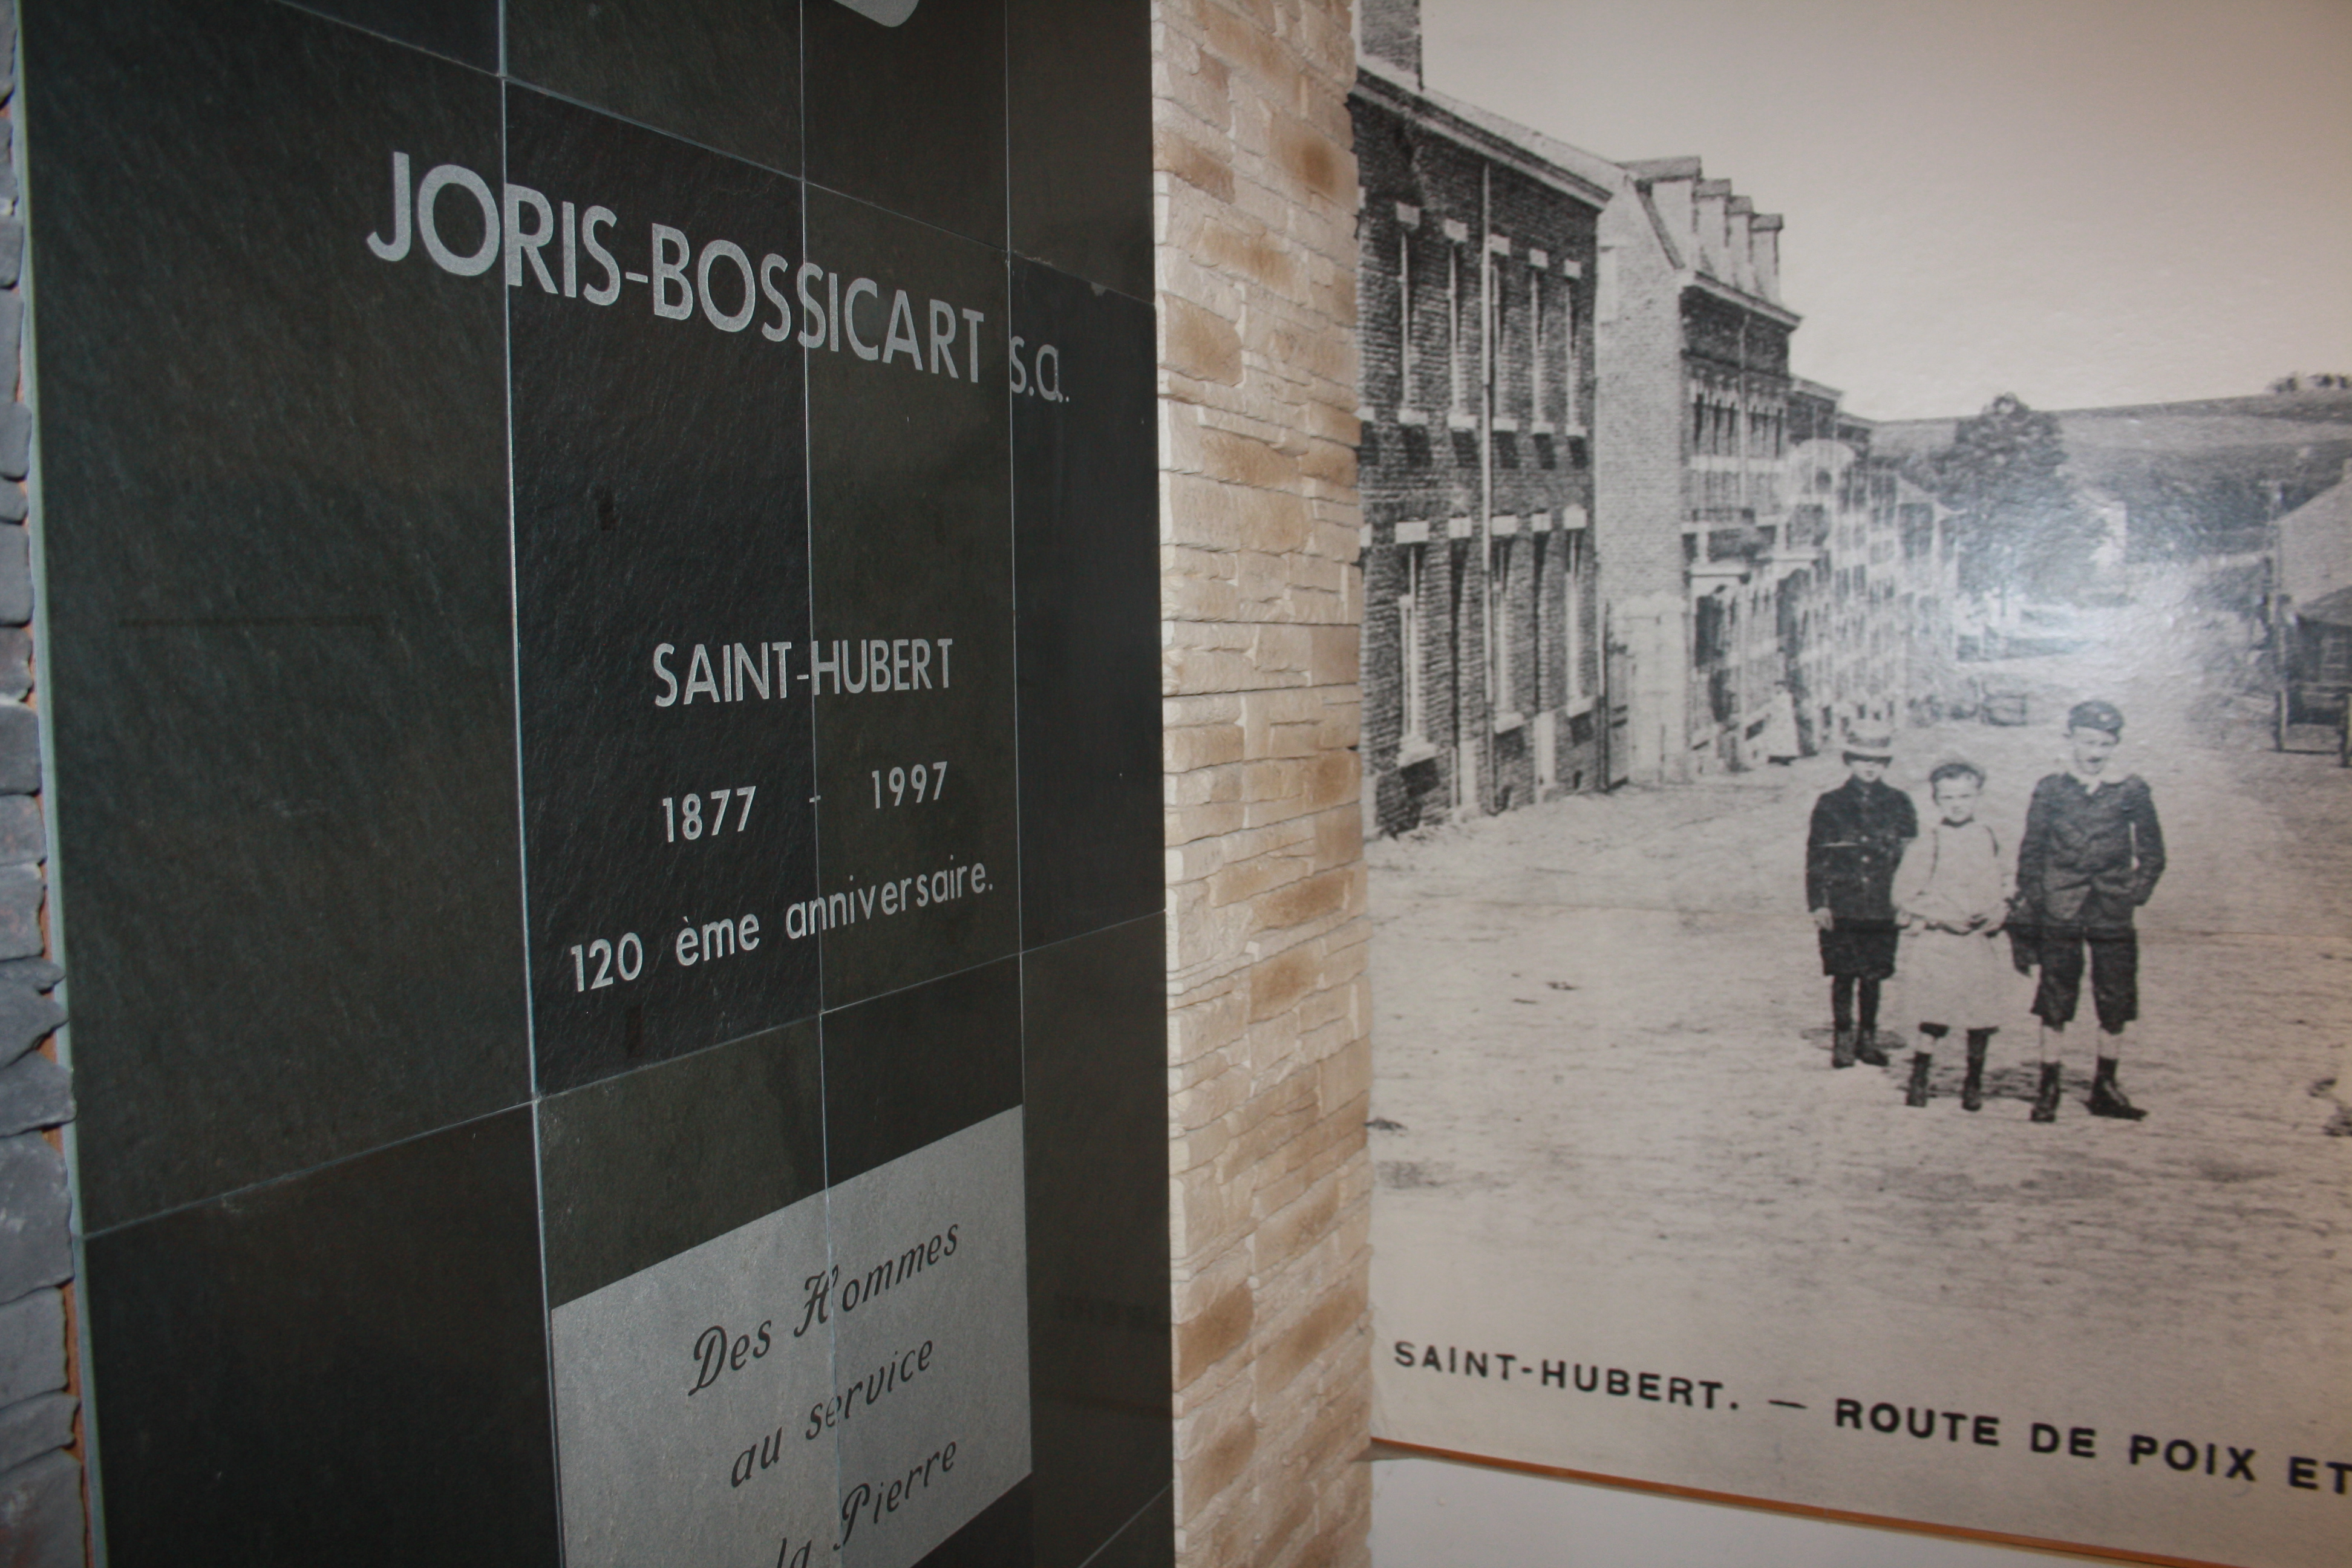 JORIS-BOSSICART s.a.
SAINT-HUBERT
1877 - 1997
120 ème anniversaire.
Des Hommes
au service
la Pierre
SAINT-HUBERT. — ROUTE DE POIX ET